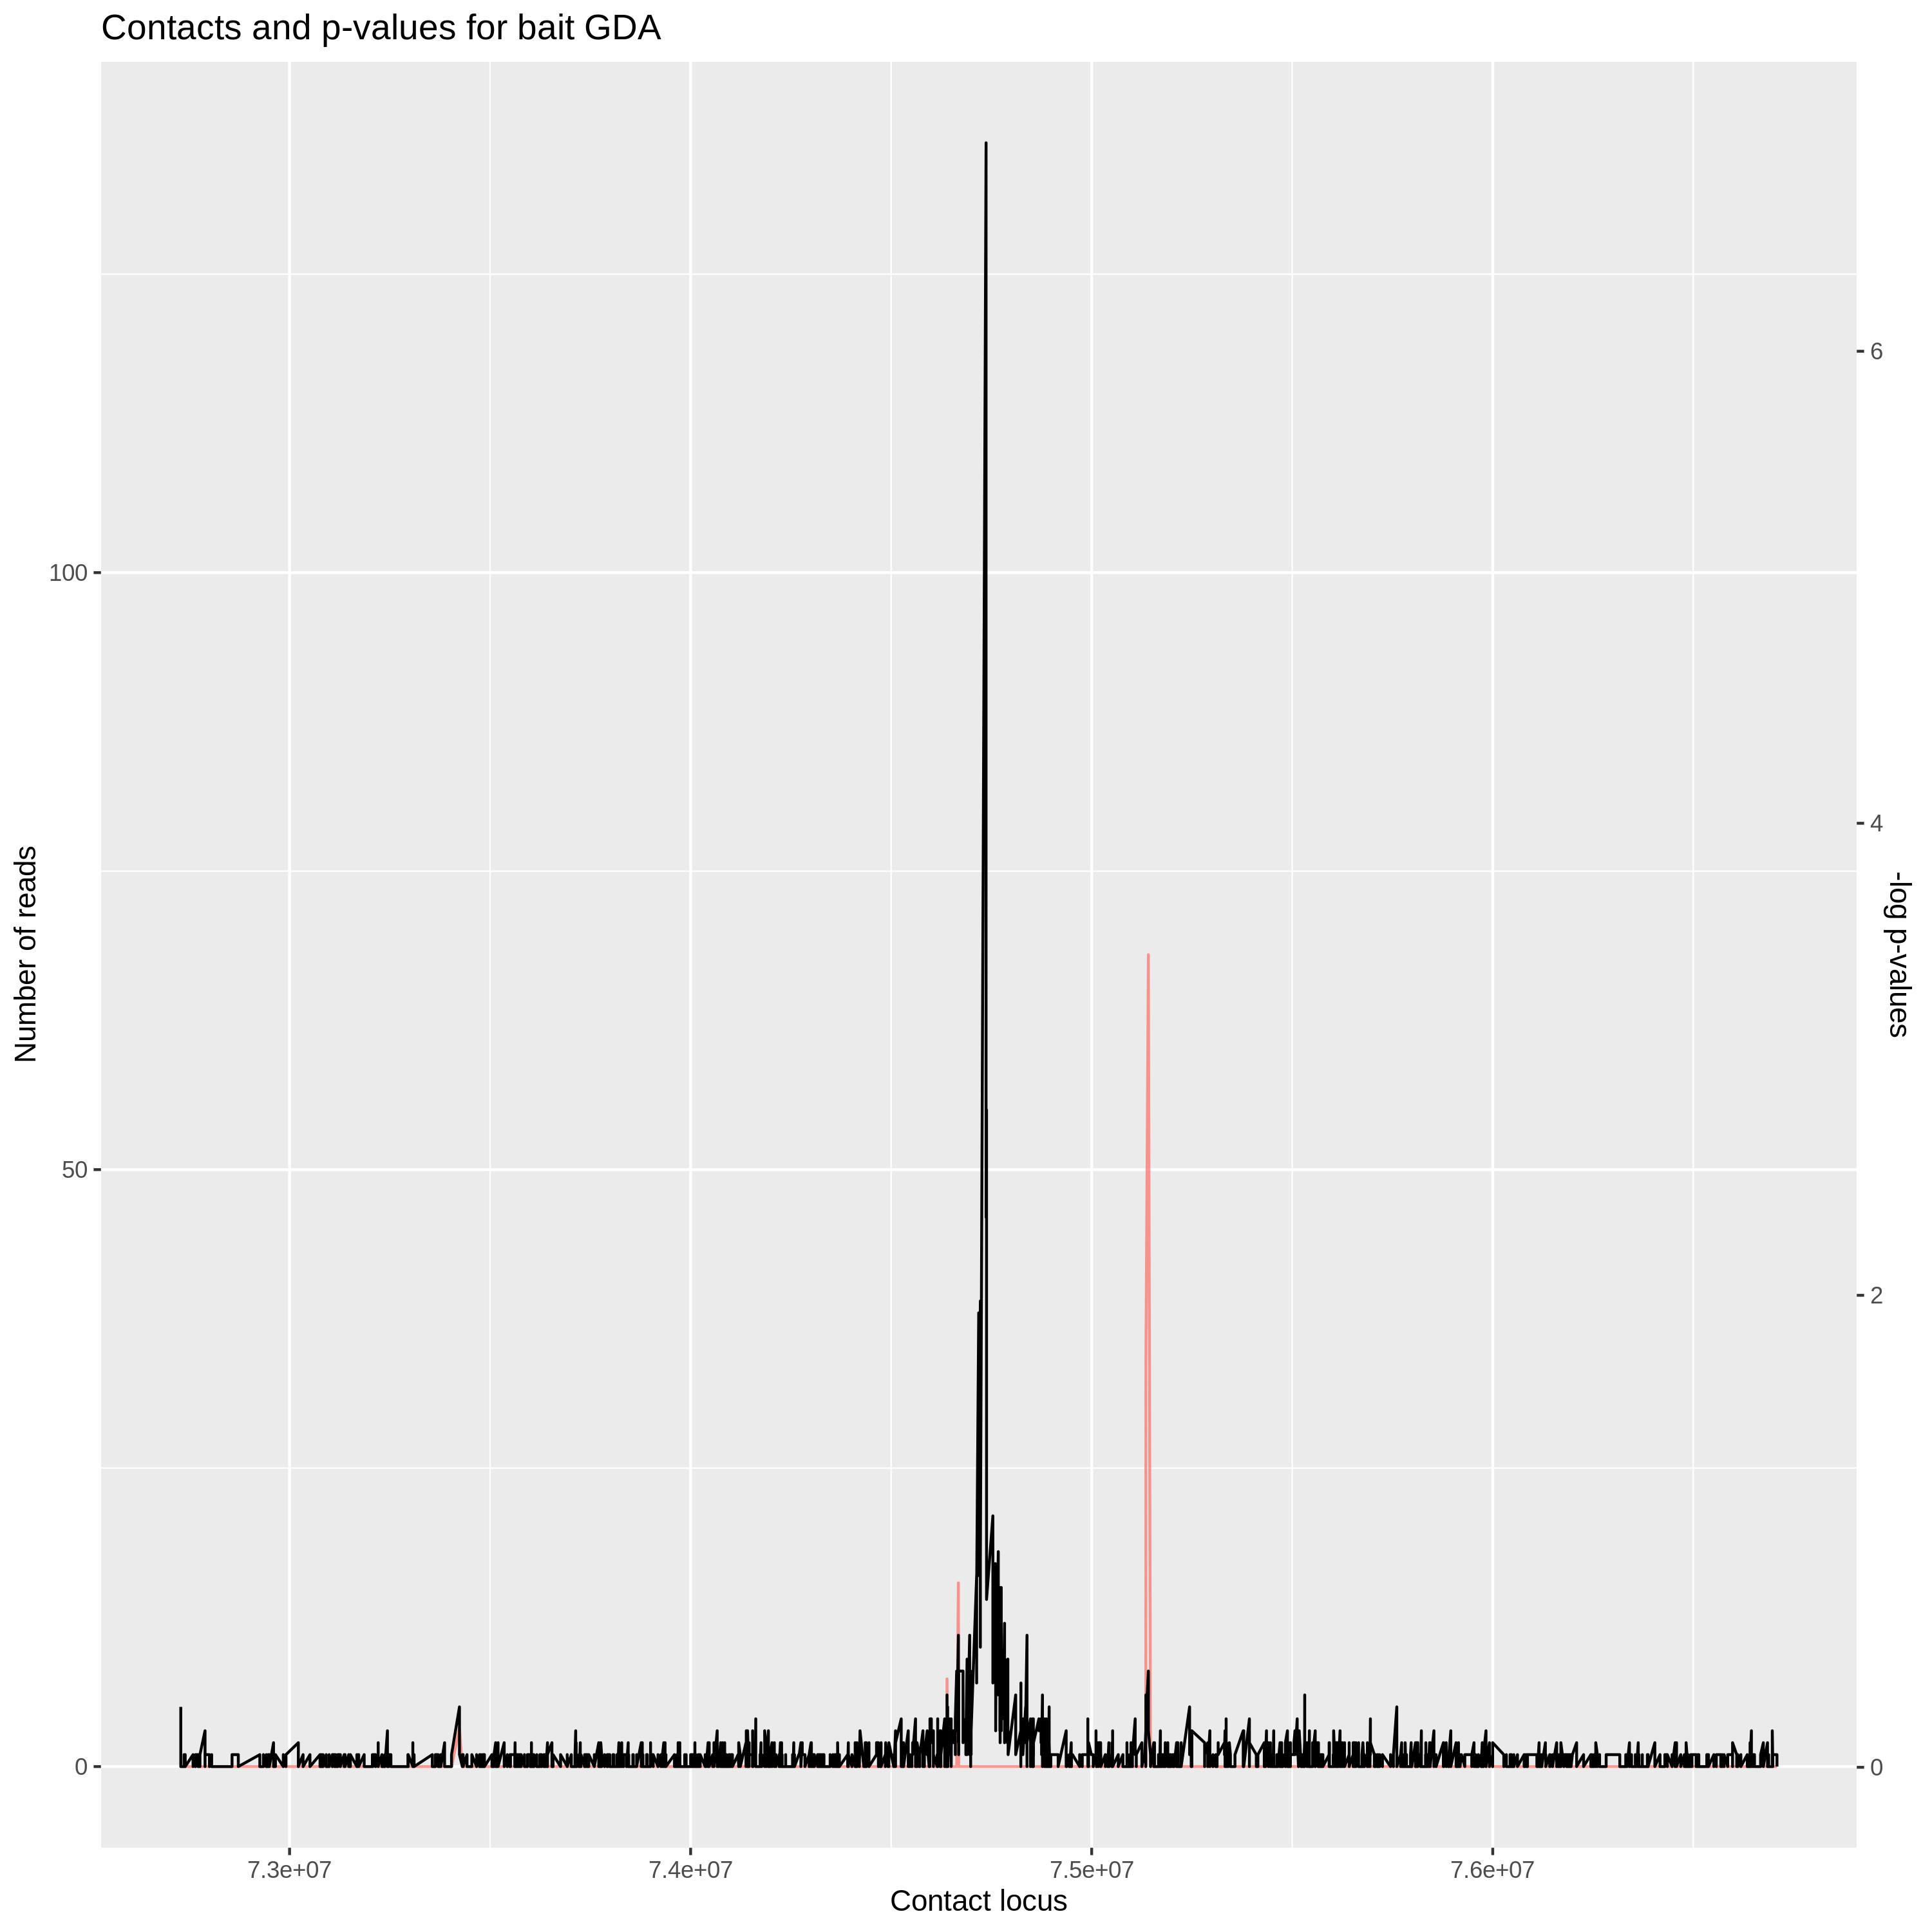 Contacts and p-values for bait GDA
Number of reads
100
50
0
6
4
2
0
-log p-values
7.3e+07
7.4e+07
7.5e+07
7.6e+07
Contact locus